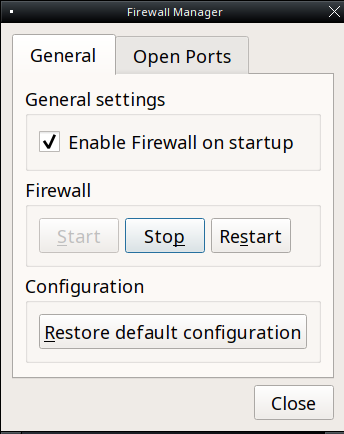 Firewall Manager
General
Open Ports
General settings
Enable Firewall on startup
Firewall
Start
Stop
Restart
Configuration
Restore default configuration
Close